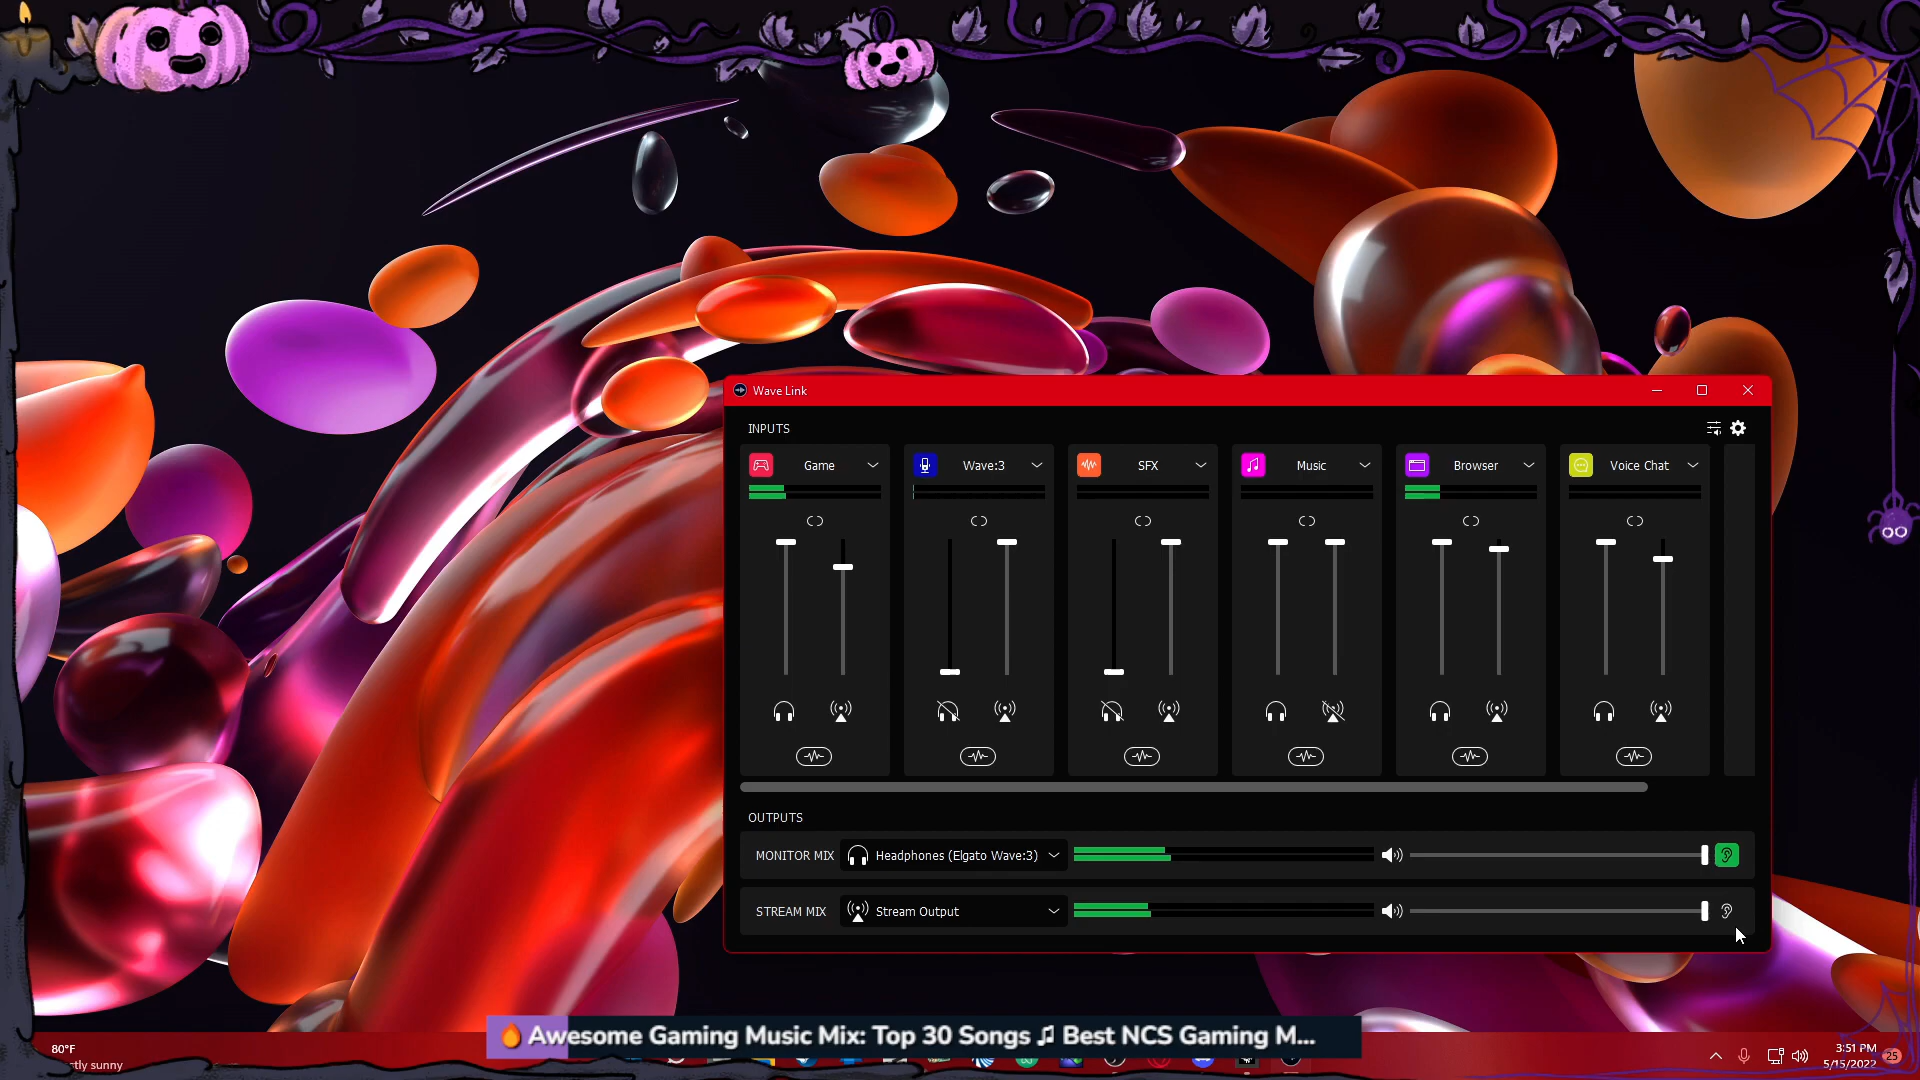 Wave Link
INPUTS
Game
Wave:3
SFX
Music
Browser
Voice Chat
OUTPUTS
MONITOR MIX
Headphones (Elgato Wave:3)
STREAM MIX
Stream Output
Awesome Gaming Music Mix: Top 30 Songs ♫ Best NCS Gaming M...
80°F
sunny
3:51 PM
5/15/2022
25